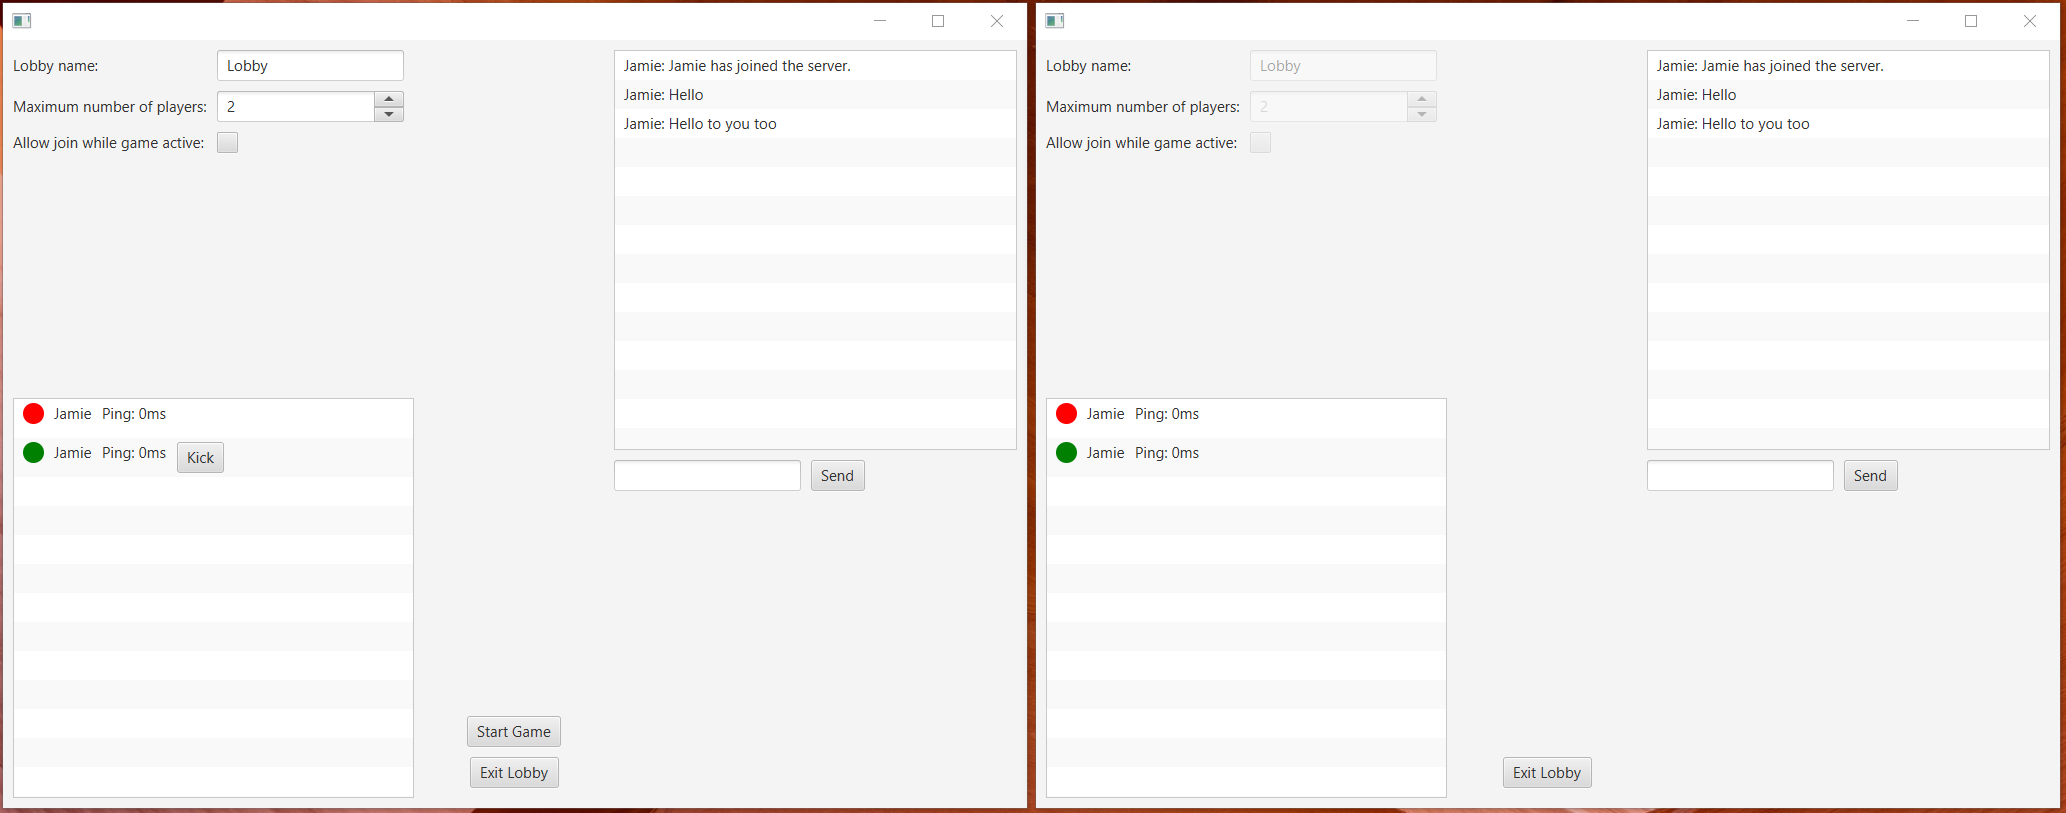 Lobby name: Lobby
Maximum number of players: 2
Allow join while game active:
Jamie Ping: 0ms
Jamie Ping: 0ms Kick
Start Game
Exit Lobby
Jamie: Jamie has joined the server.
Jamie: Hello
Jamie: Hello to you too
Send
Lobby name: Lobby
Maximum number of players: 2
Allow join while game active:
Jamie Ping: 0ms
Jamie Ping: 0ms
Exit Lobby
Jamie: Jamie has joined the server.
Jamie: Hello
Jamie: Hello to you too
Send